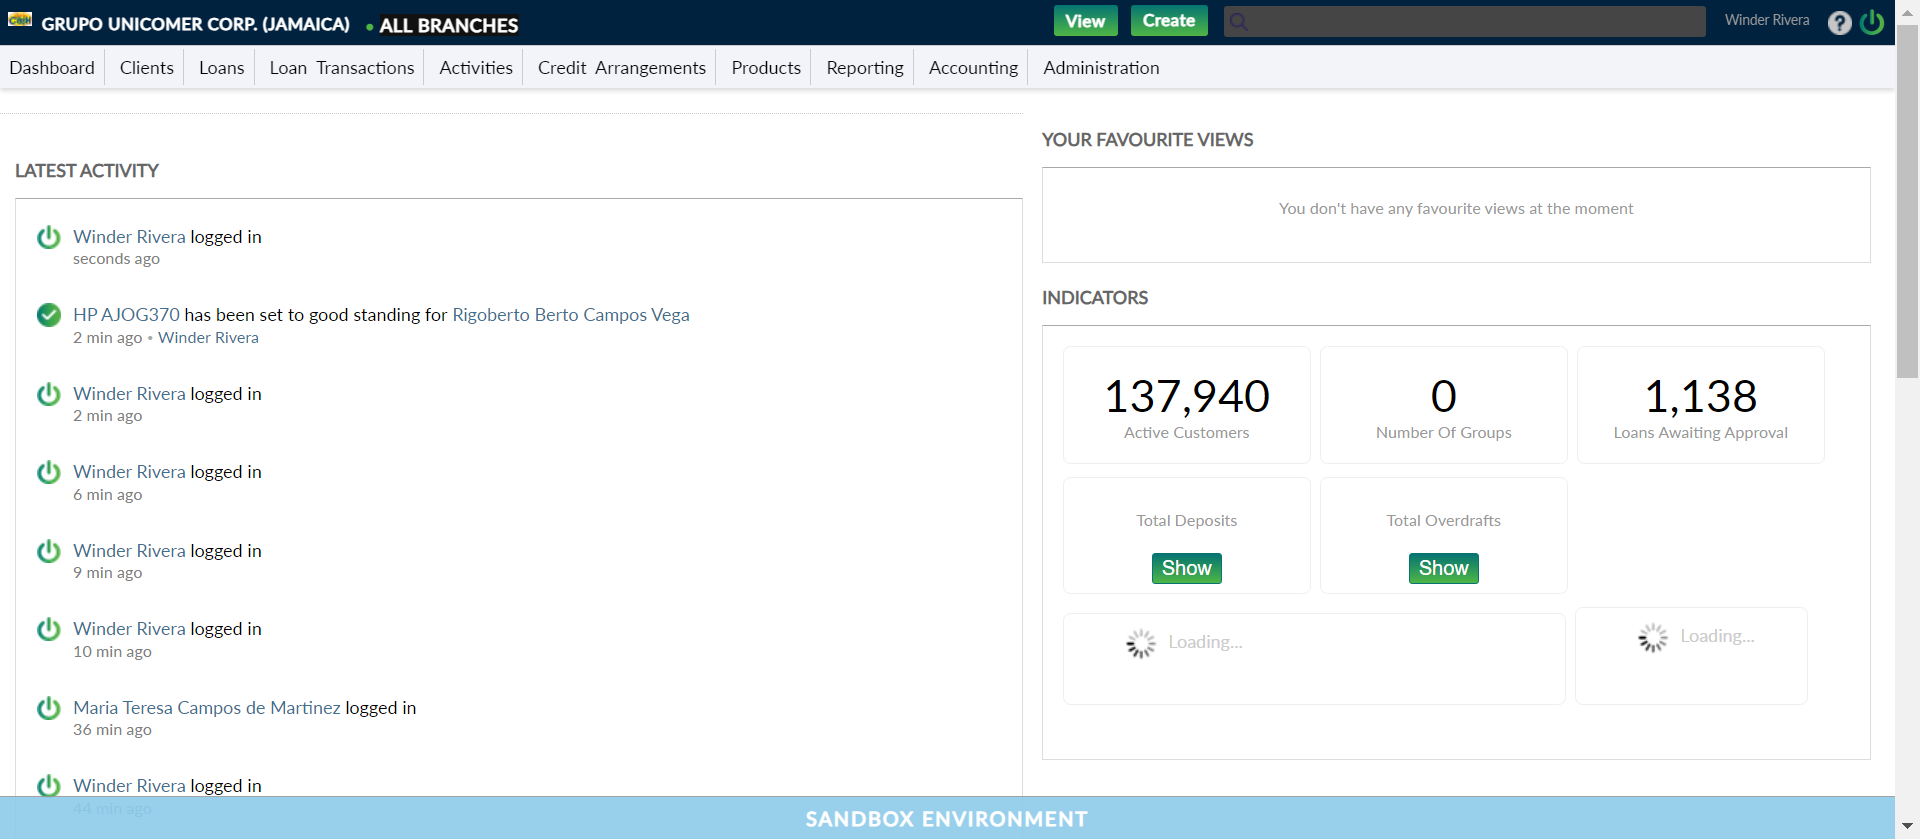 GRUPO UNICOMER CORP. (JAMAICA) • ALL BRANCHES
View Create
Winder Rivera ?
Dashboard Clients Loans Loan Transactions Activities Credit Arrangements Products Reporting Accounting Administration
LATEST ACTIVITY
Winder Rivera logged in
seconds ago
HP AJOG370 has been set to good standing for Rigoberto Berto Campos Vega
2 min ago • Winder Rivera
Winder Rivera logged in
2 min ago
Winder Rivera logged in
6 min ago
Winder Rivera logged in
9 min ago
Winder Rivera logged in
10 min ago
Maria Teresa Campos de Martinez logged in
36 min ago
Winder Rivera logged in
44 min ago
YOUR FAVOURITE VIEWS
You don't have any favourite views at the moment
INDICATORS
137,940
Active Customers
0
Number Of Groups
1,138
Loans Awaiting Approval
Total Deposits
Show
Total Overdrafts
Show
Loading...
Loading...
SANDBOX ENVIRONMENT